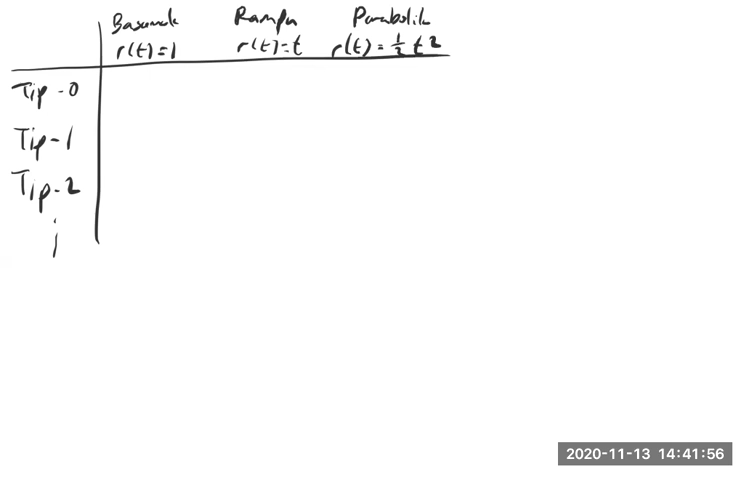 Basamak Rampa Parabolik
r(t)=1 r(t)=t r(t)=½ t²
Tip-0
Tip-1
Tip-2
⋮
2020-11-13 14:41:56